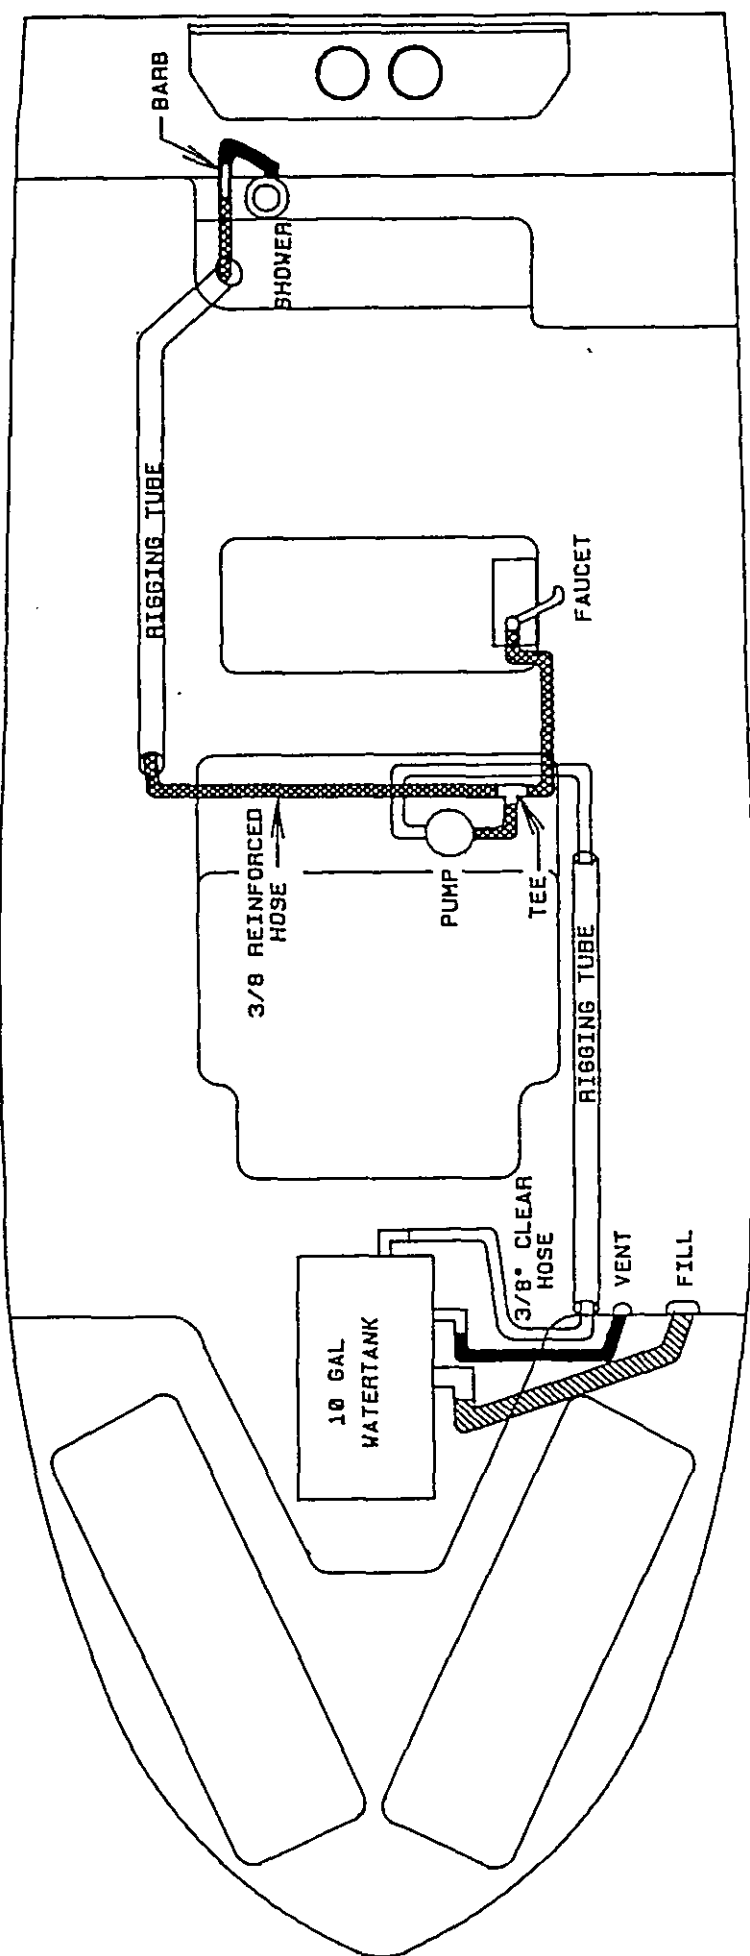 BARB
SHOWER
RIGGING TUBE
FAUCET
3/8 REINFORCED
HOSE
PUMP
TEE
RIGGING TUBE
3/8" CLEAR
HOSE
VENT
FILL
10 GAL
WATERTANK